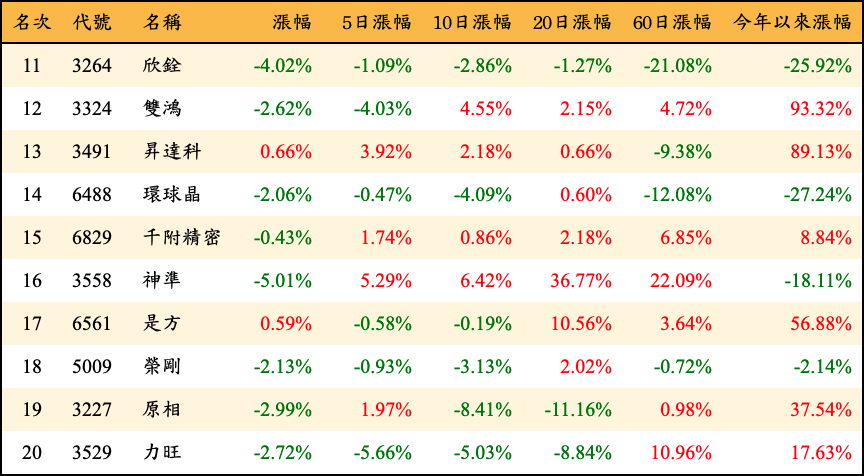 名次 代號 名稱 漲幅 5日漲幅 10日漲幅 20日漲幅 60日漲幅 今年以來漲幅
11 3264 欣銓 -4.02% -1.09% -2.86% -1.27% -21.08% -25.92%
12 3324 雙鴻 -2.62% -4.03% 4.55% 2.15% 4.72% 93.32%
13 3491 昇達科 0.66% 3.92% 2.18% 0.66% -9.38% 89.13%
14 6488 環球晶 -2.06% -0.47% -4.09% 0.60% -12.08% -27.24%
15 6829 千附精密 -0.43% 1.74% 0.86% 2.18% 6.85% 8.84%
16 3558 神準 -5.01% 5.29% 6.42% 36.77% 22.09% -18.11%
17 6561 是方 0.59% -0.58% -0.19% 10.56% 3.64% 56.88%
18 5009 榮剛 -2.13% -0.93% -3.13% 2.02% -0.72% -2.14%
19 3227 原相 -2.99% 1.97% -8.41% -11.16% 0.98% 37.54%
20 3529 力旺 -2.72% -5.66% -5.03% -8.84% 10.96% 17.63%